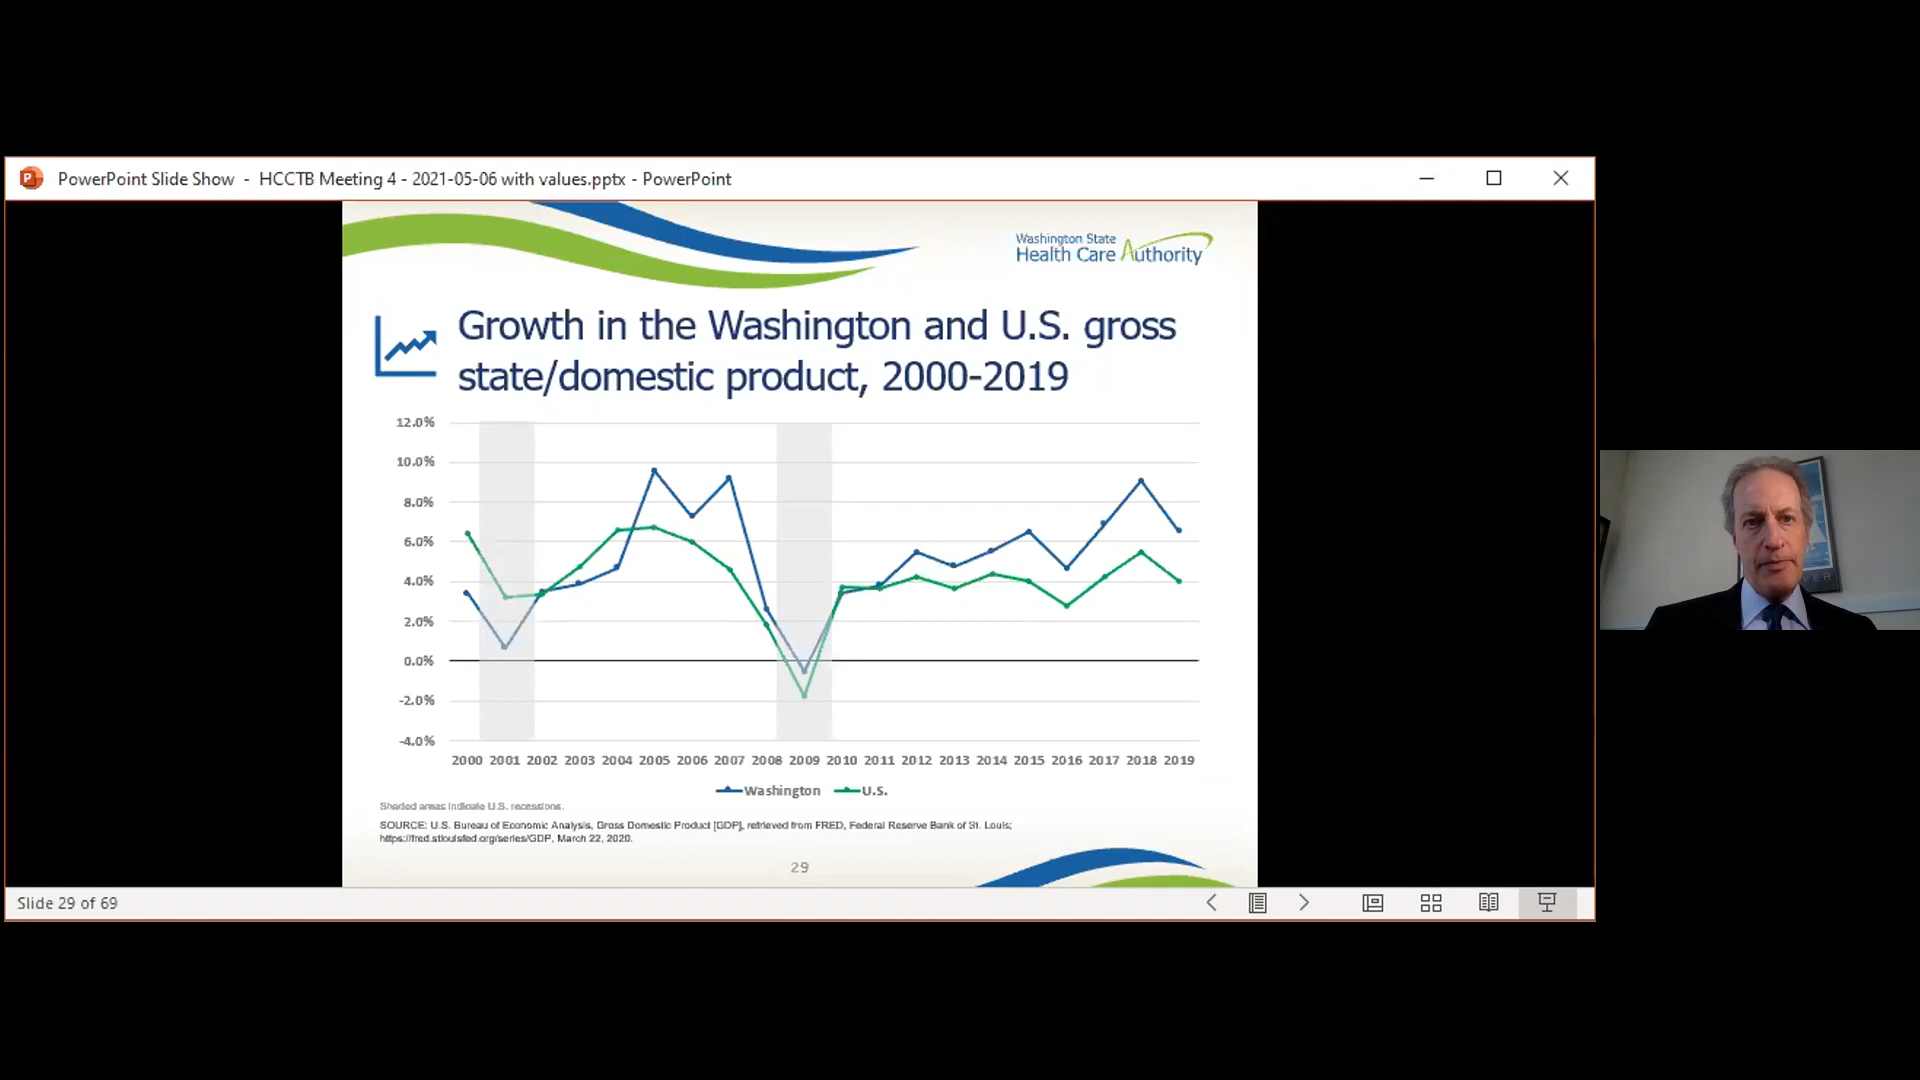 PowerPoint Slide Show - HCCTB Meeting 4 - 2021-05-06 with values.pptx - PowerPoint
Washington State
Health Care Authority
Growth in the Washington and U.S. gross
state/domestic product, 2000-2019
12.0%
10.0%
8.0%
6.0%
4.0%
2.0%
0.0%
-2.0%
-4.0%
2000 2001 2002 2003 2004 2005 2006 2007 2008 2009 2010 2011 2012 2013 2014 2015 2016 2017 2018 2019
Washington U.S.
Shaded areas indicate U.S. recessions.
SOURCE: U.S. Bureau of Economic Analysis, Gross Domestic Product [GDP], retrieved from FRED, Federal Reserve Bank of St. Louis;
https://fred.stlouisfed.org/series/GDP, March 22, 2020.
29
Slide 29 of 69